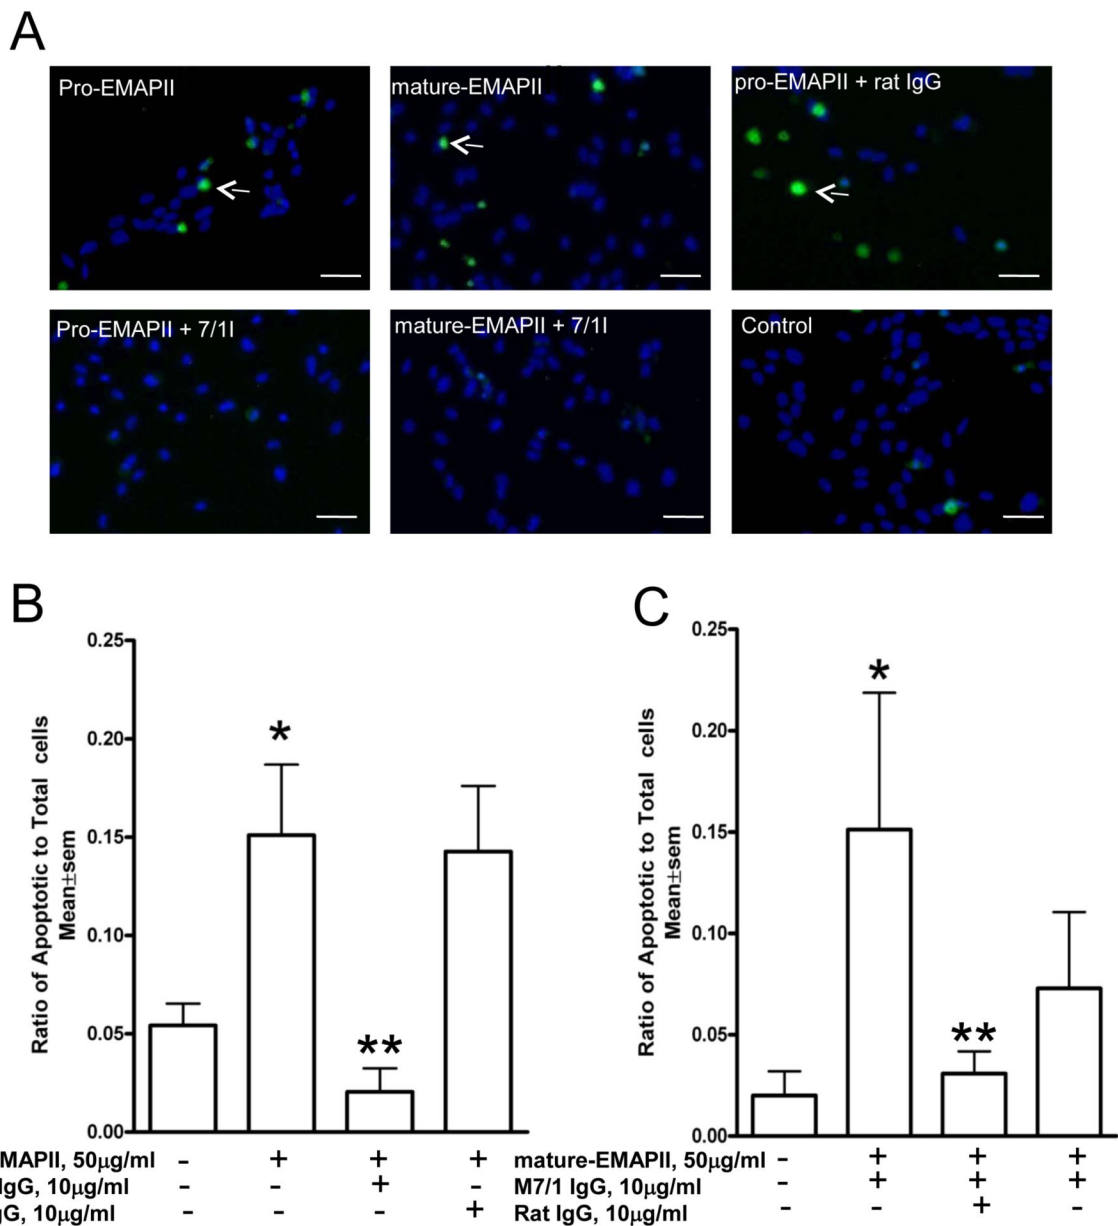 A
Pro-EMAPII
mature-EMAPII
pro-EMAPII + rat IgG
Pro-EMAPII + 7/1I
mature-EMAPII + 7/1I
Control
B
Ratio of Apoptotic to Total cells
Mean±sem
0.25
0.20
0.15
0.10
0.05
0.00
*
**
MAPII, 50µg/ml - + + +
IgG, 10µg/ml - - + -
G, 10µg/ml - - - +
C
Ratio of Apoptotic to Total cells
Mean±sem
0.25
0.20
0.15
0.10
0.05
0.00
*
**
mature-EMAPII, 50µg/ml - + + +
M7/1 IgG, 10µg/ml - + + +
Rat IgG, 10µg/ml - - + -